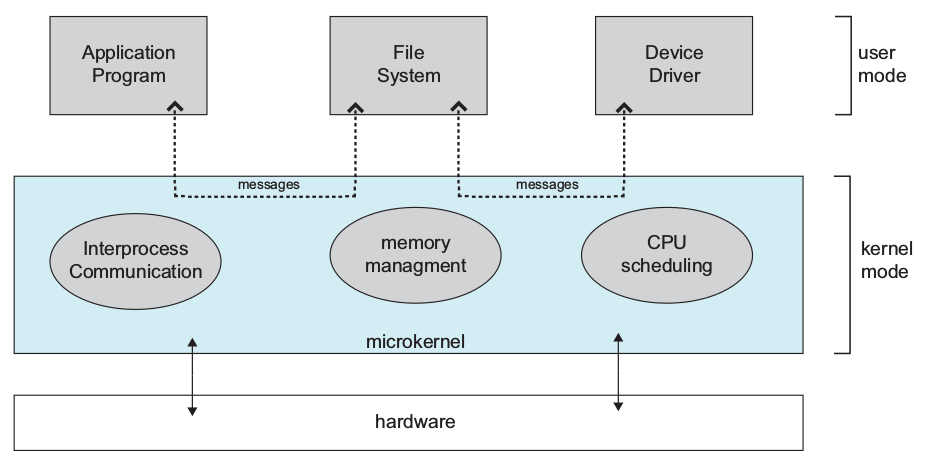 Application
Program
File
System
Device
Driver
user
mode
messages
messages
Interprocess
Communication
memory
managment
CPU
scheduling
kernel
mode
microkernel
hardware